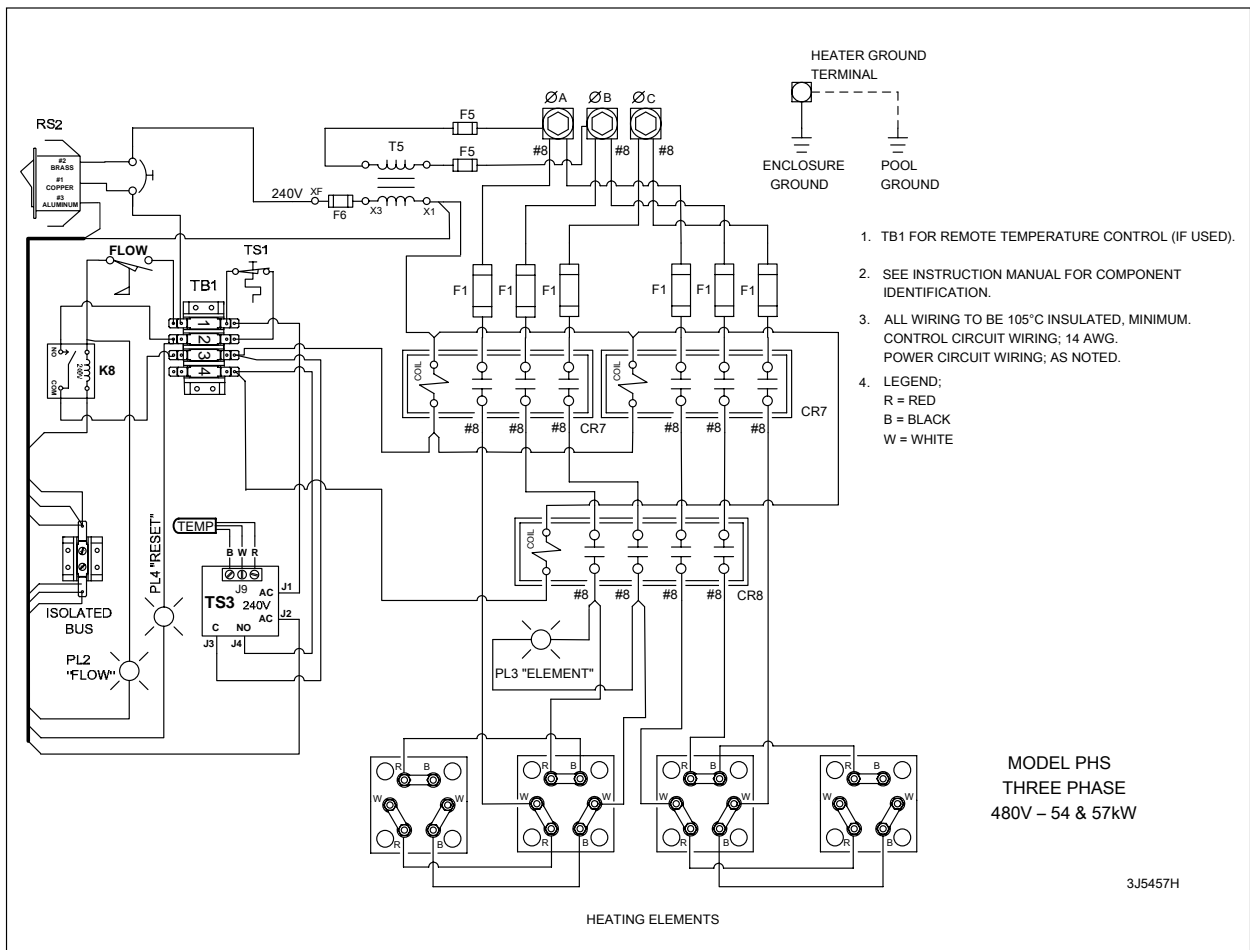 HEATER GROUND
TERMINAL
ENCLOSURE
GROUND
POOL
GROUND
ØA
ØB
ØC
#8
#8
#8
F5
F5
T5
RS2
#2
BRASS
#1
COPPER
#3
ALUMINUM
240V
XF
F6
X3
X1
FLOW
TS1
TB1
1
2
3
4
NO
COM
240V
K8
F1
F1
F1
F1
F1
F1
COIL
COIL
#8
#8
#8
CR7
#8
#8
#8
CR7
COIL
#8
#8
#8
#8
CR8
1. TB1 FOR REMOTE TEMPERATURE CONTROL (IF USED).
2. SEE INSTRUCTION MANUAL FOR COMPONENT
IDENTIFICATION.
3. ALL WIRING TO BE 105°C INSULATED, MINIMUM.
CONTROL CIRCUIT WIRING; 14 AWG.
POWER CIRCUIT WIRING; AS NOTED.
4. LEGEND;
R = RED
B = BLACK
W = WHITE
TEMP
B W R
J9
TS3
240V
AC
J1
AC
J2
C
NO
J3
J4
ISOLATED
BUS
PL4 "RESET"
PL2
"FLOW"
PL3 "ELEMENT"
R
B
W
W
R
B
R
B
W
W
R
B
R
B
W
W
R
B
R
B
W
W
R
B
HEATING ELEMENTS
MODEL PHS
THREE PHASE
480V – 54 & 57kW
3J5457H